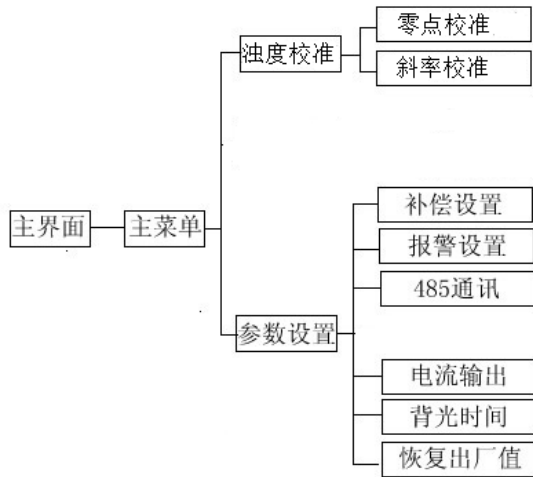 零点校准
浊度校准
斜率校准
主界面
主菜单
补偿设置
报警设置
485通讯
参数设置
电流输出
背光时间
恢复出厂值